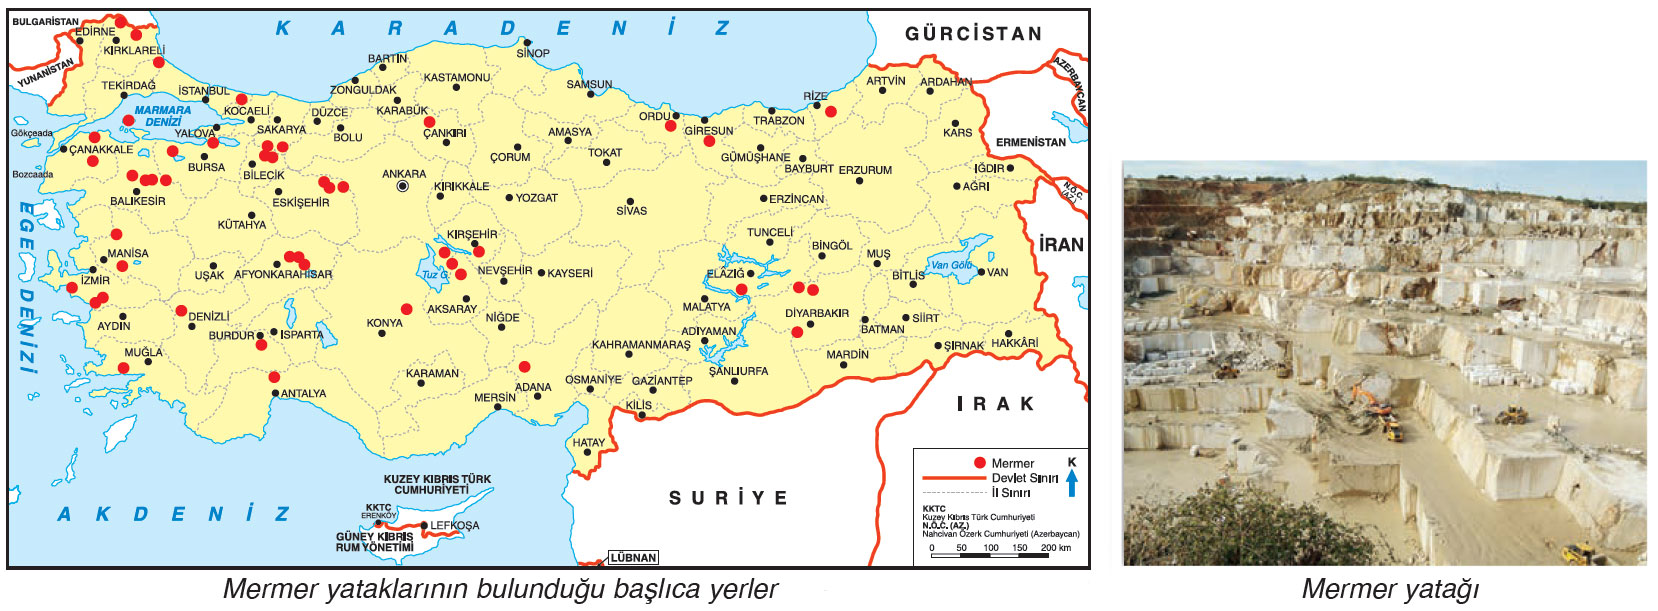 BULGARİSTAN
K A R A D E N İ Z
GÜRCİSTAN
EDİRNE
KIRKLARELİ
SİNOP
YUNANİSTAN
BARTIN
AZERBAYCAN
TEKİRDAĞ
İSTANBUL
ZONGULDAK
KASTAMONU
SAMSUN
ARTVİN
ARDAHAN
RİZE
MARMARA
DENİZİ
KOCAELİ
DÜZCE
KARABÜK
ORDU
TRABZON
Gökçeada
YALOVA
SAKARYA
BOLU
ÇANKIRI
AMASYA
GİRESUN
KARS
ERMENİSTAN
ÇANAKKALE
BURSA
BİLECİK
ÇORUM
TOKAT
GÜMÜŞHANE
BAYBURT
ERZURUM
IĞDIR
Bozcaada
ANKARA
KIRIKKALE
AĞRI
N.Ö.C.
(AZ.)
BALIKESİR
ESKİŞEHİR
YOZGAT
SİVAS
ERZİNCAN
EGE DENİZİ
KÜTAHYA
KIRŞEHİR
TUNCELİ
BİNGÖL
MUŞ
İRAN
MANİSA
İZMİR
UŞAK
AFYONKARAHİSAR
Tuz G.
NEVŞEHİR
KAYSERİ
ELAZIĞ
BİTLİS
Van Gölü
VAN
AKSARAY
MALATYA
AYDIN
DENİZLİ
BURDUR
ISPARTA
KONYA
NİĞDE
ADIYAMAN
DİYARBAKIR
BATMAN
SİİRT
MUĞLA
KAHRAMANMARAŞ
MARDİN
ŞIRNAK
HAKKÂRİ
ANTALYA
KARAMAN
MERSİN
ADANA
OSMANİYE
GAZİANTEP
ŞANLIURFA
KİLİS
I R A K
HATAY
A K D E N İ Z
KUZEY KIBRIS TÜRK
CUMHURİYETİ
KKTC
ERENKÖY
LEFKOŞA
GÜNEY KIBRIS
RUM YÖNETİMİ
S U R İ Y E
LÜBNAN
Mermer
K
Devlet Sınırı
İl Sınırı
KKTC
Kuzey Kıbrıs Türk Cumhuriyeti
N.Ö.C. (AZ.)
Nahcivan Özerk Cumhuriyeti (Azerbaycan)
0 50 100 150 200 km
Mermer yataklarının bulunduğu başlıca yerler
Mermer yatağı